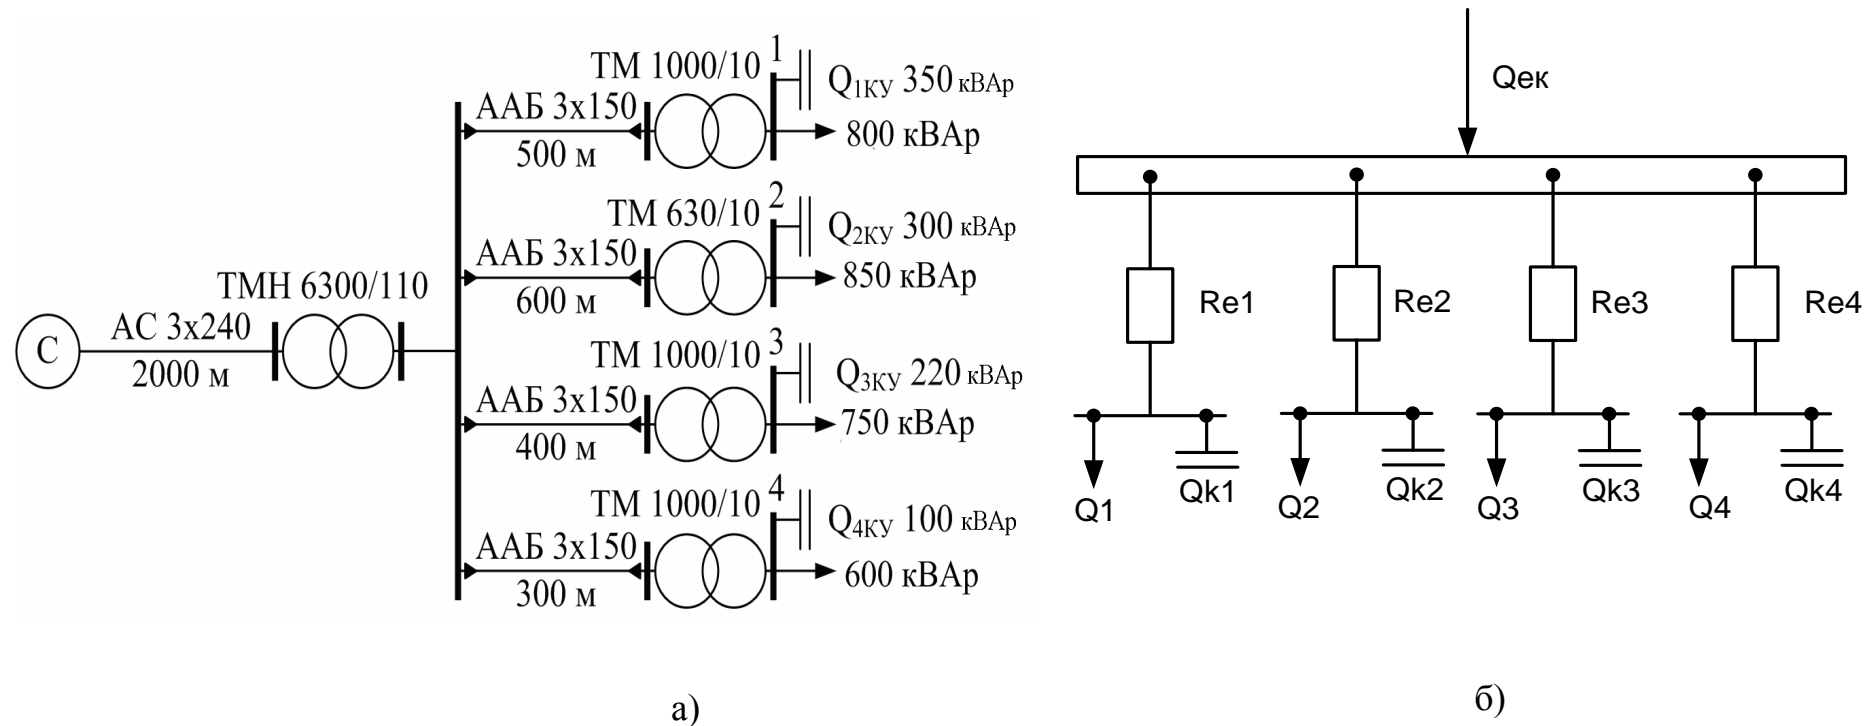 ТМ 1000/10
1
Q1КУ 350 кВАр
ААБ 3х150
500 м
800 кВАр
ТМ 630/10
2
Q2КУ 300 кВАр
ААБ 3х150
600 м
850 кВАр
ТМН 6300/110
С
АС 3х240
2000 м
ТМ 1000/10
3
Q3КУ 220 кВАр
ААБ 3х150
400 м
750 кВАр
ТМ 1000/10
4
Q4КУ 100 кВАр
ААБ 3х150
300 м
600 кВАр
а)
Qек
Re1
Re2
Re3
Re4
Q1
Qk1
Q2
Qk2
Q3
Qk3
Q4
Qk4
б)